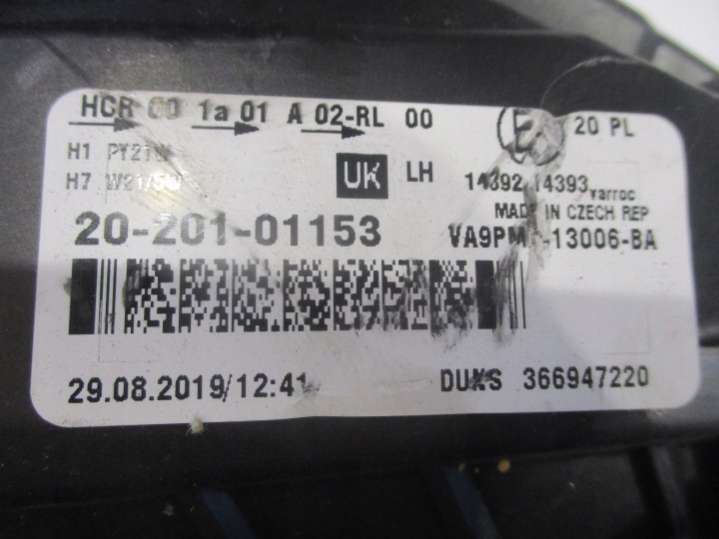 HCR 00 1a 01 A 02-RL 00 E 20 PL
H1 PY21W
H7 W21/5W UK LH 14392 14393
varroc
MADE IN CZECH REP
20-201-01153 -13006-BA
29.08.2019/12:41 DUNS 366947220